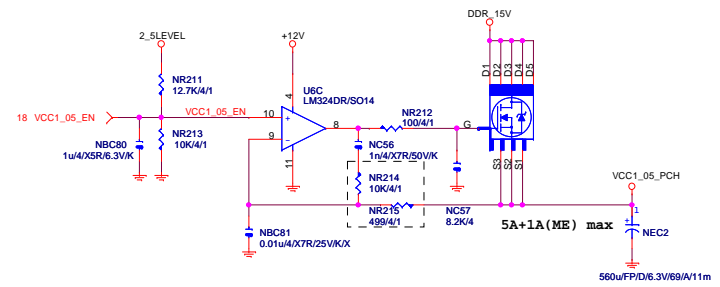 DDR_15V
2_5LEVEL
+12V
D1
D2
D3
D4
D5
NR211
12.7K/4/1
U6C
LM324DR/SO14
4
18 VCC1_05_EN
VCC1_05_EN
10
+
9
-
8
11
NR212
100/4/1
G
NBC80
1u/4/X5R/6.3V/K
NR213
10K/4/1
NC56
1n/4/X7R/50V/K
S3
S2
S1
NR214
10K/4/1
VCC1_05_PCH
NR215
499/4/1
NC57
8.2K/4
5A+1A(ME) max
1
+
NEC2
NBC81
0.01u/4/X7R/25V/K/X
560u/FP/D/6.3V/69/A/11m